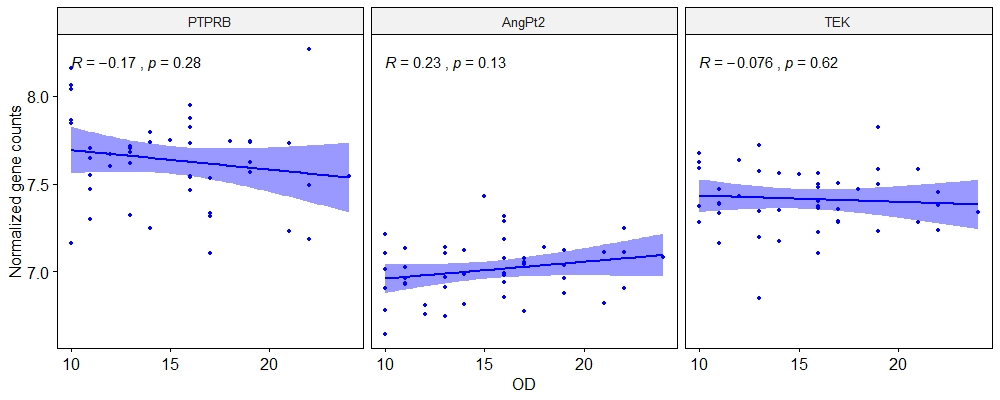 PTPRB
AngPt2
TEK
R = −0.17 , p = 0.28
R = 0.23 , p = 0.13
R = −0.076 , p = 0.62
Normalized gene counts
8.0
7.5
7.0
10 15 20
10 15 20
10 15 20
OD